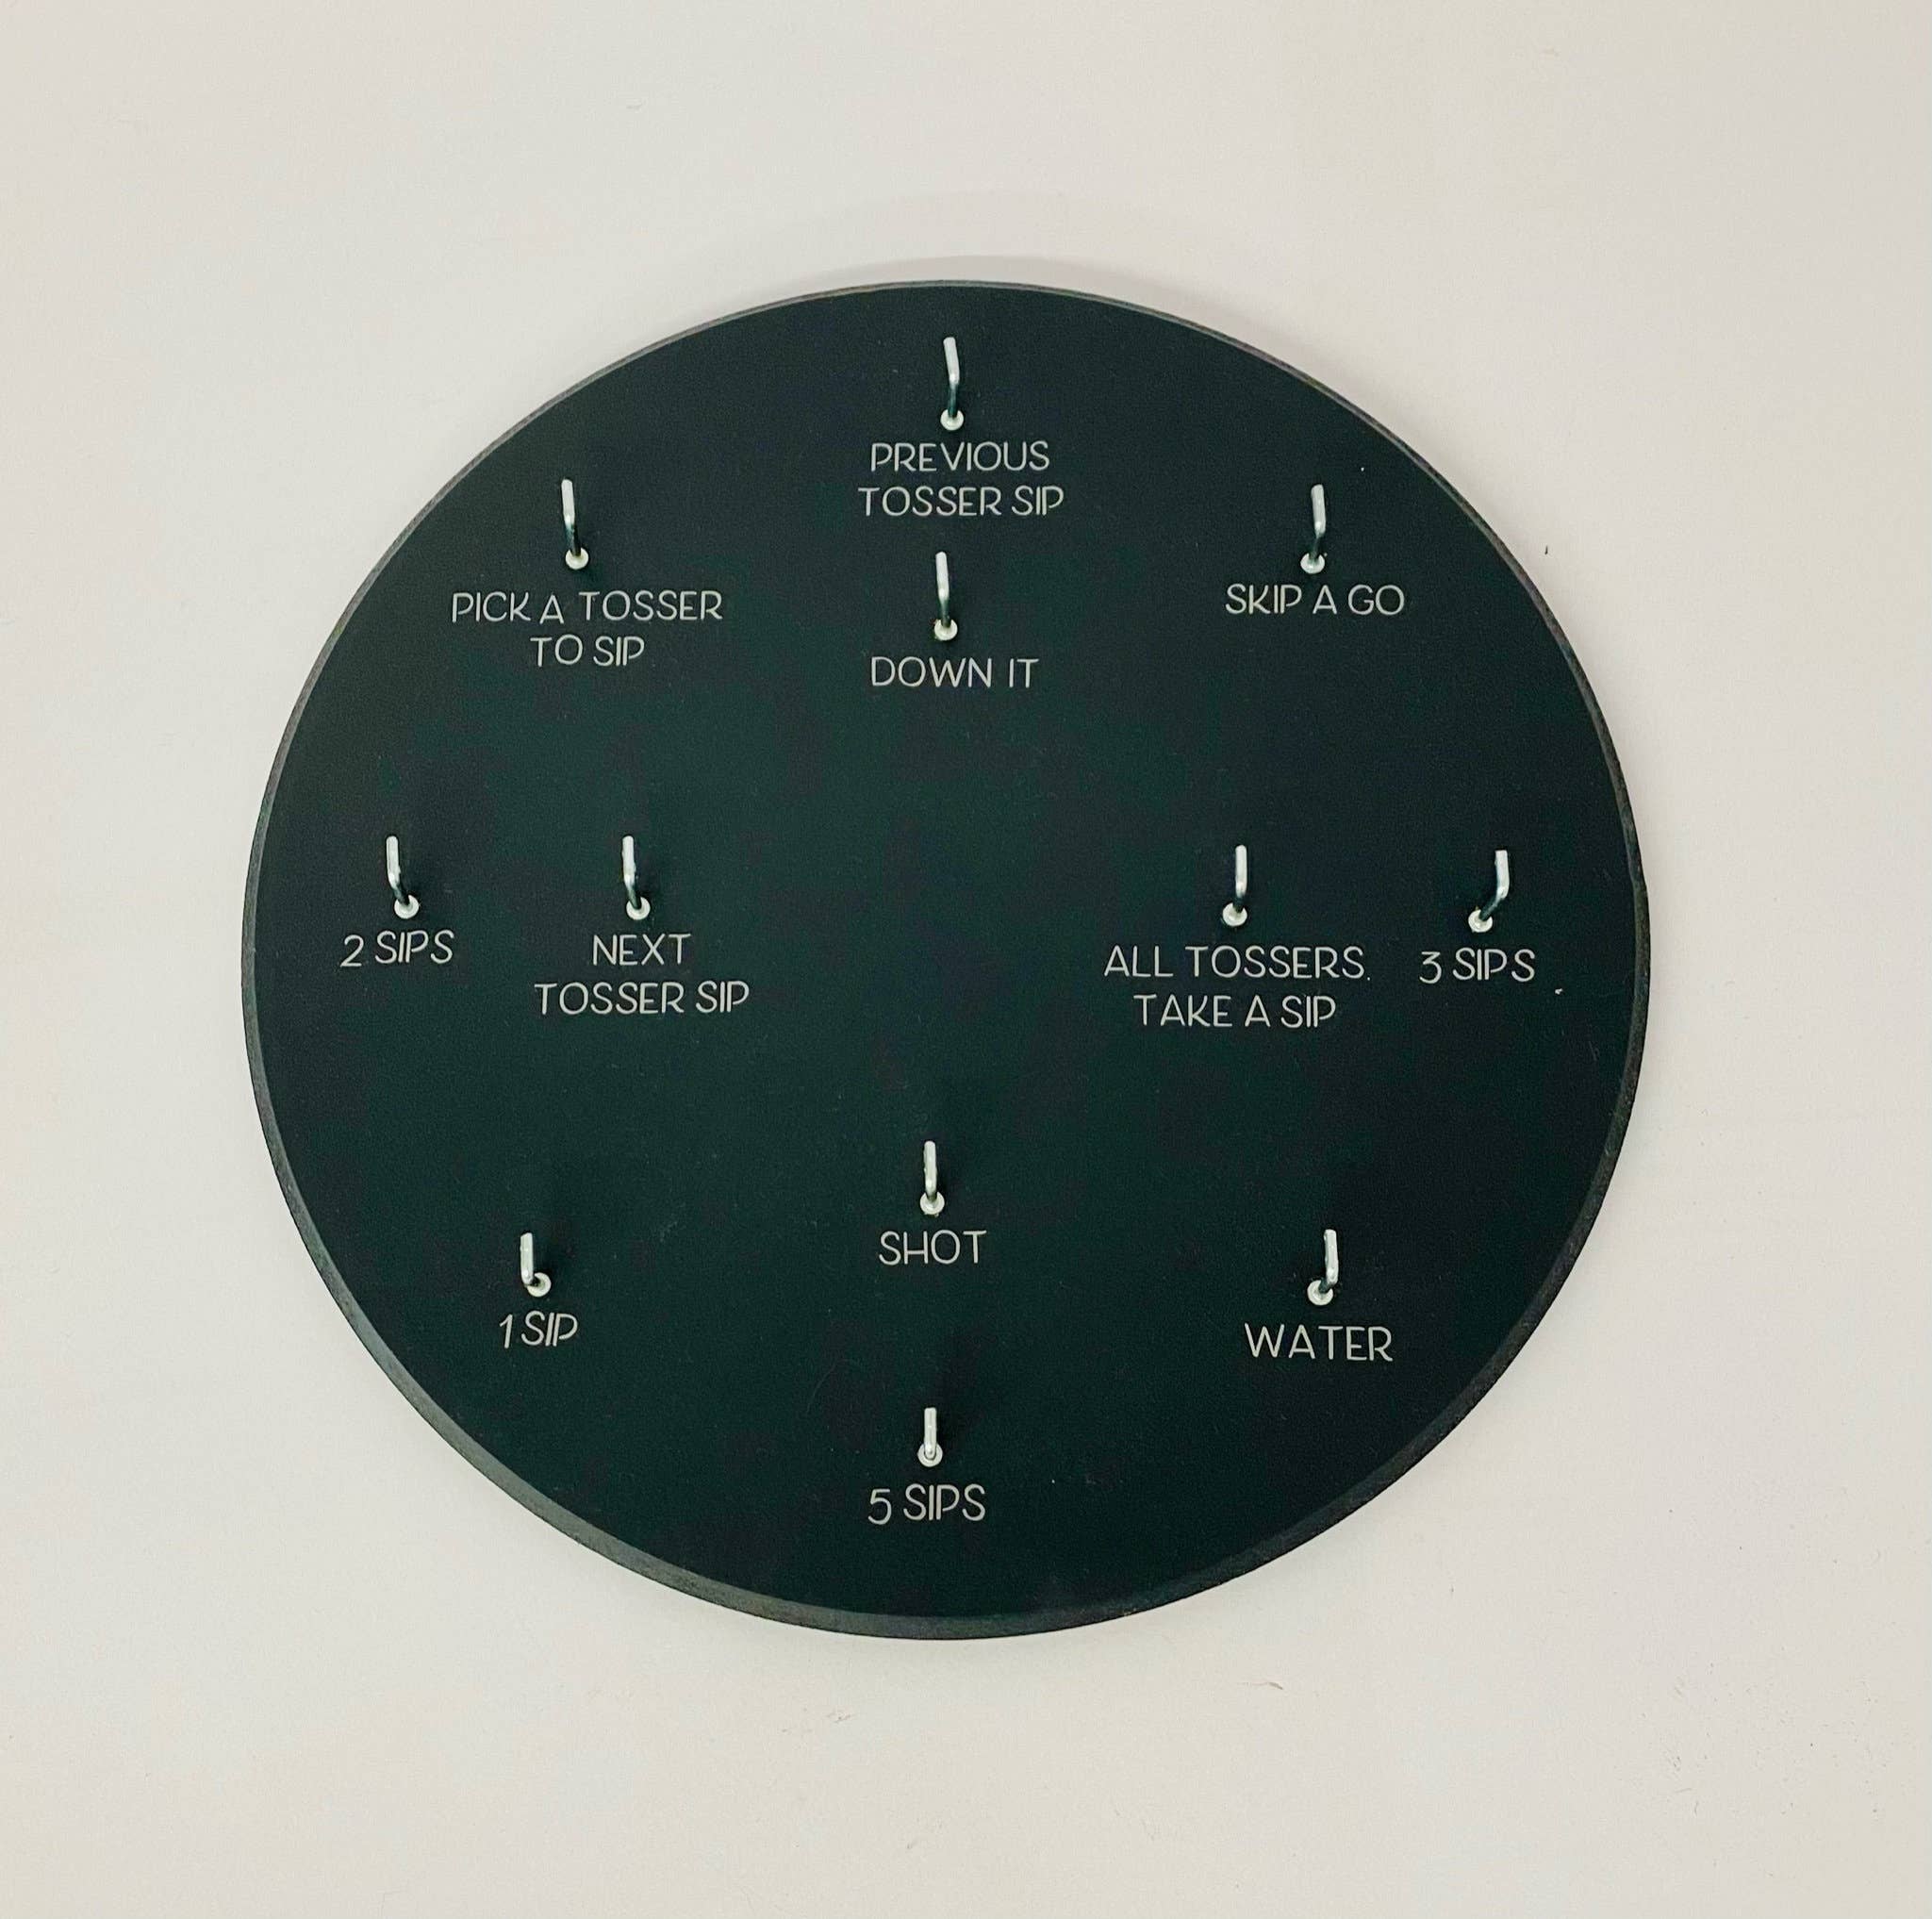 PREVIOUS
TOSSER SIP
PICK A TOSSER
TO SIP
SKIP A GO
DOWN IT
2 SIPS
NEXT
TOSSER SIP
ALL TOSSERS
TAKE A SIP
3 SIPS
SHOT
1 SIP
WATER
5 SIPS